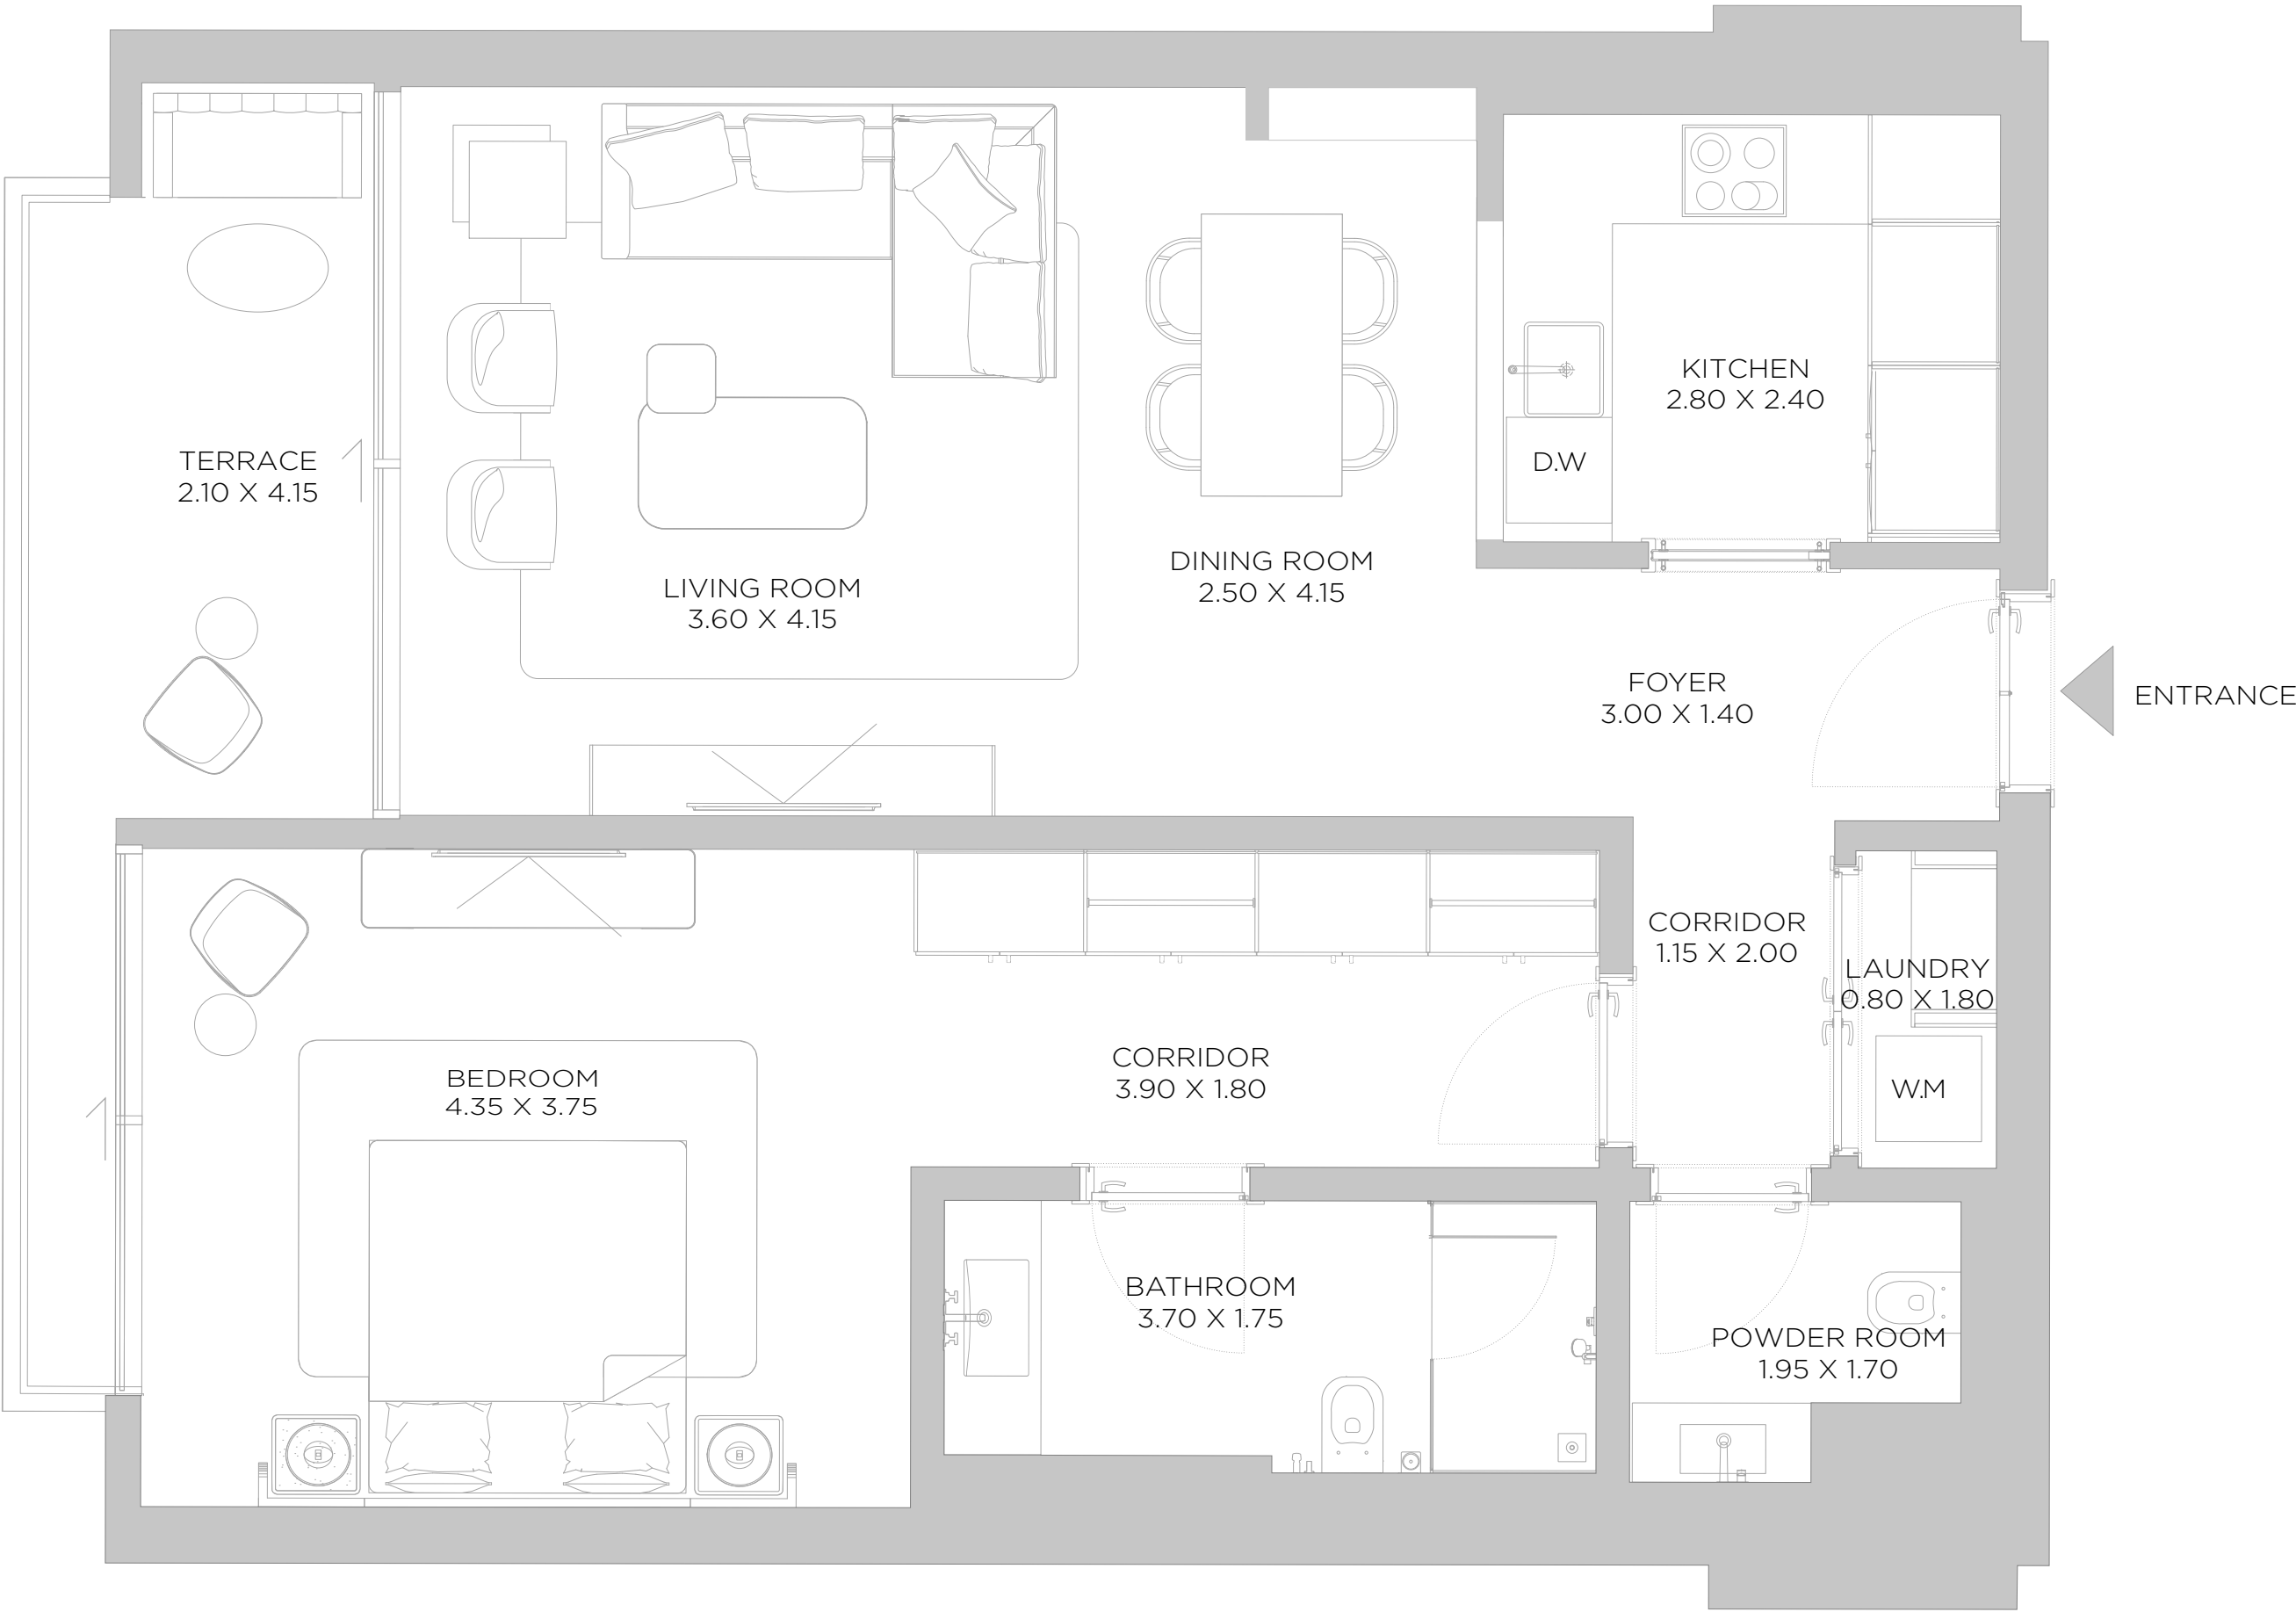 KITCHEN
2.80 X 2.40
D.W
TERRACE
2.10 X 4.15
LIVING ROOM
3.60 X 4.15
DINING ROOM
2.50 X 4.15
FOYER
3.00 X 1.40
ENTRANCE
CORRIDOR
1.15 X 2.00
LAUNDRY
0.80 X 1.80
W.M
CORRIDOR
3.90 X 1.80
BEDROOM
4.35 X 3.75
BATHROOM
3.70 X 1.75
POWDER ROOM
1.95 X 1.70